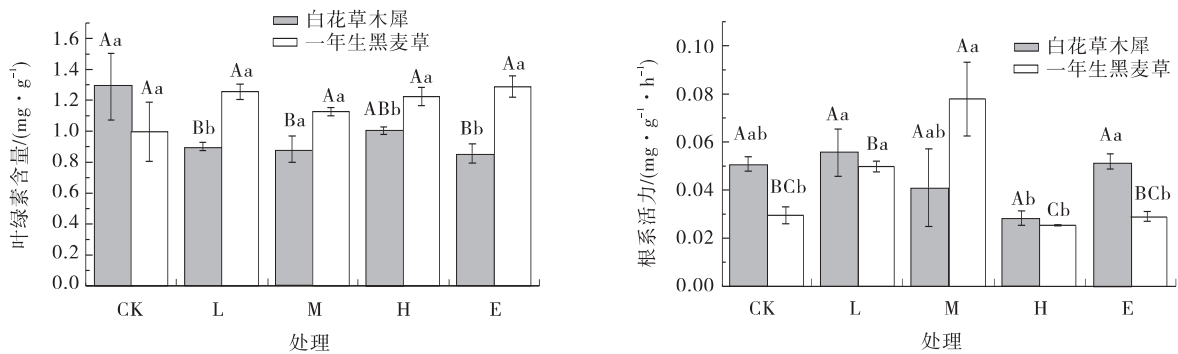 白花草木犀
一年生黑麦草
叶绿素含量/(mg·g⁻¹)
1.6
1.4
1.2
1.0
0.8
0.6
0.4
0.2
0.0
Aa
Aa
Bb
Aa
Ba
Aa
ABb
Aa
Bb
Aa
CK L M H E
处理
白花草木犀
一年生黑麦草
根系活力/(mg·g⁻¹·h⁻¹)
0.10
0.08
0.06
0.04
0.02
0.00
Aab
BCb
Aa
Ba
Aab
Aa
Ab
Cb
Aa
BCb
CK L M H E
处理